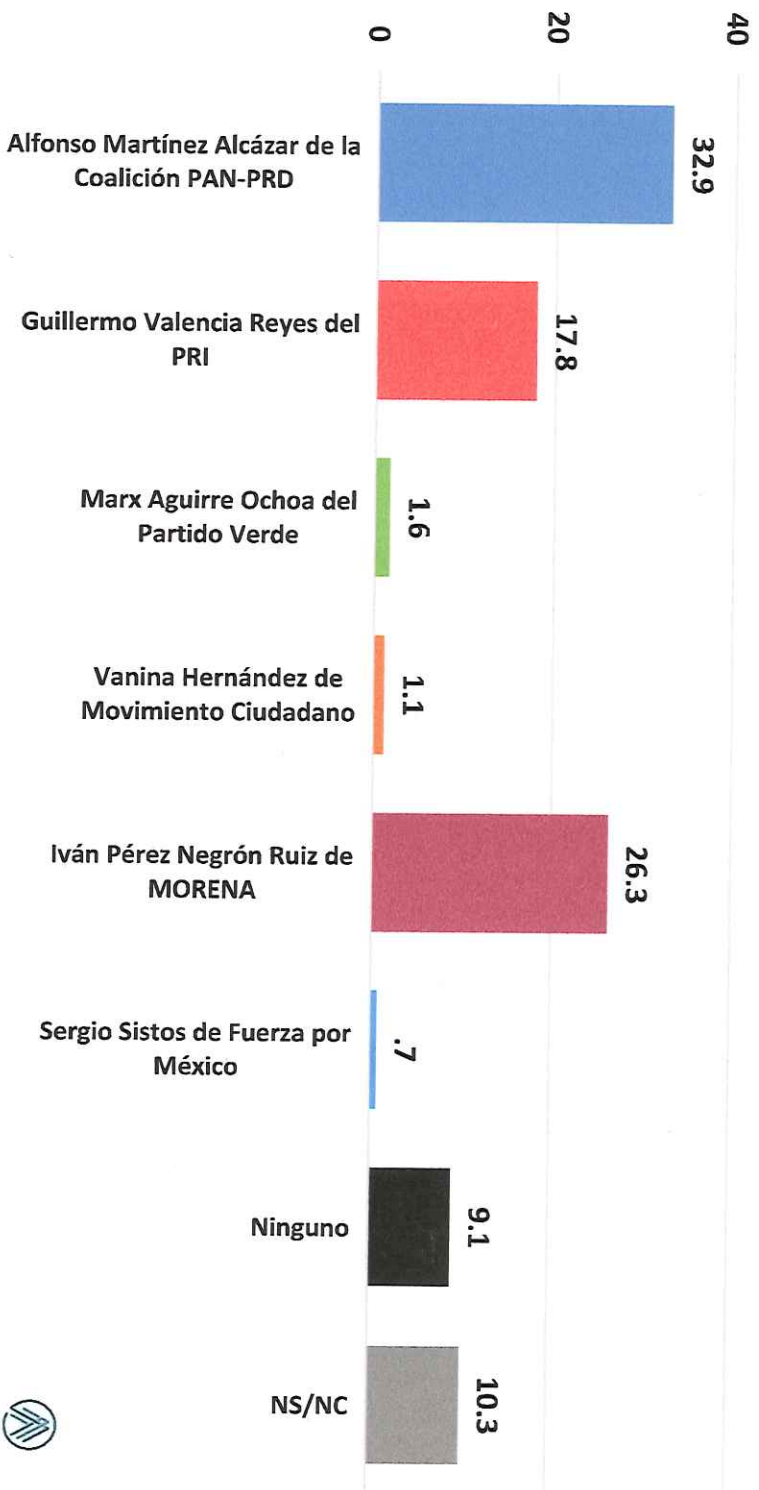 40
20
0
32.9
17.8
1.6
1.1
26.3
.7
9.1
10.3
Alfonso Martínez Alcázar de la
Coalición PAN-PRD
Guillermo Valencia Reyes del
PRI
Marx Aguirre Ochoa del
Partido Verde
Vanina Hernández de
Movimiento Ciudadano
Iván Pérez Negrón Ruiz de
MORENA
Sergio Sistos de Fuerza por
México
Ninguno
NS/NC